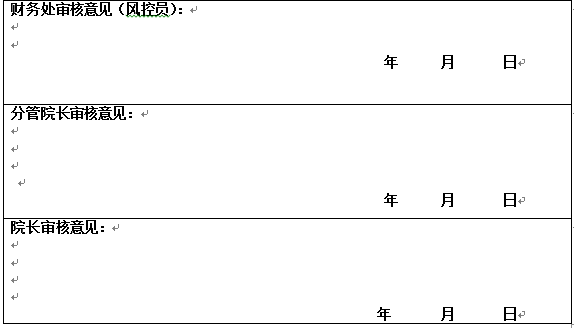 财务处审核意见（风控员）：
年 月 日
分管院长审核意见：
年 月 日
院长审核意见：
年 月 日